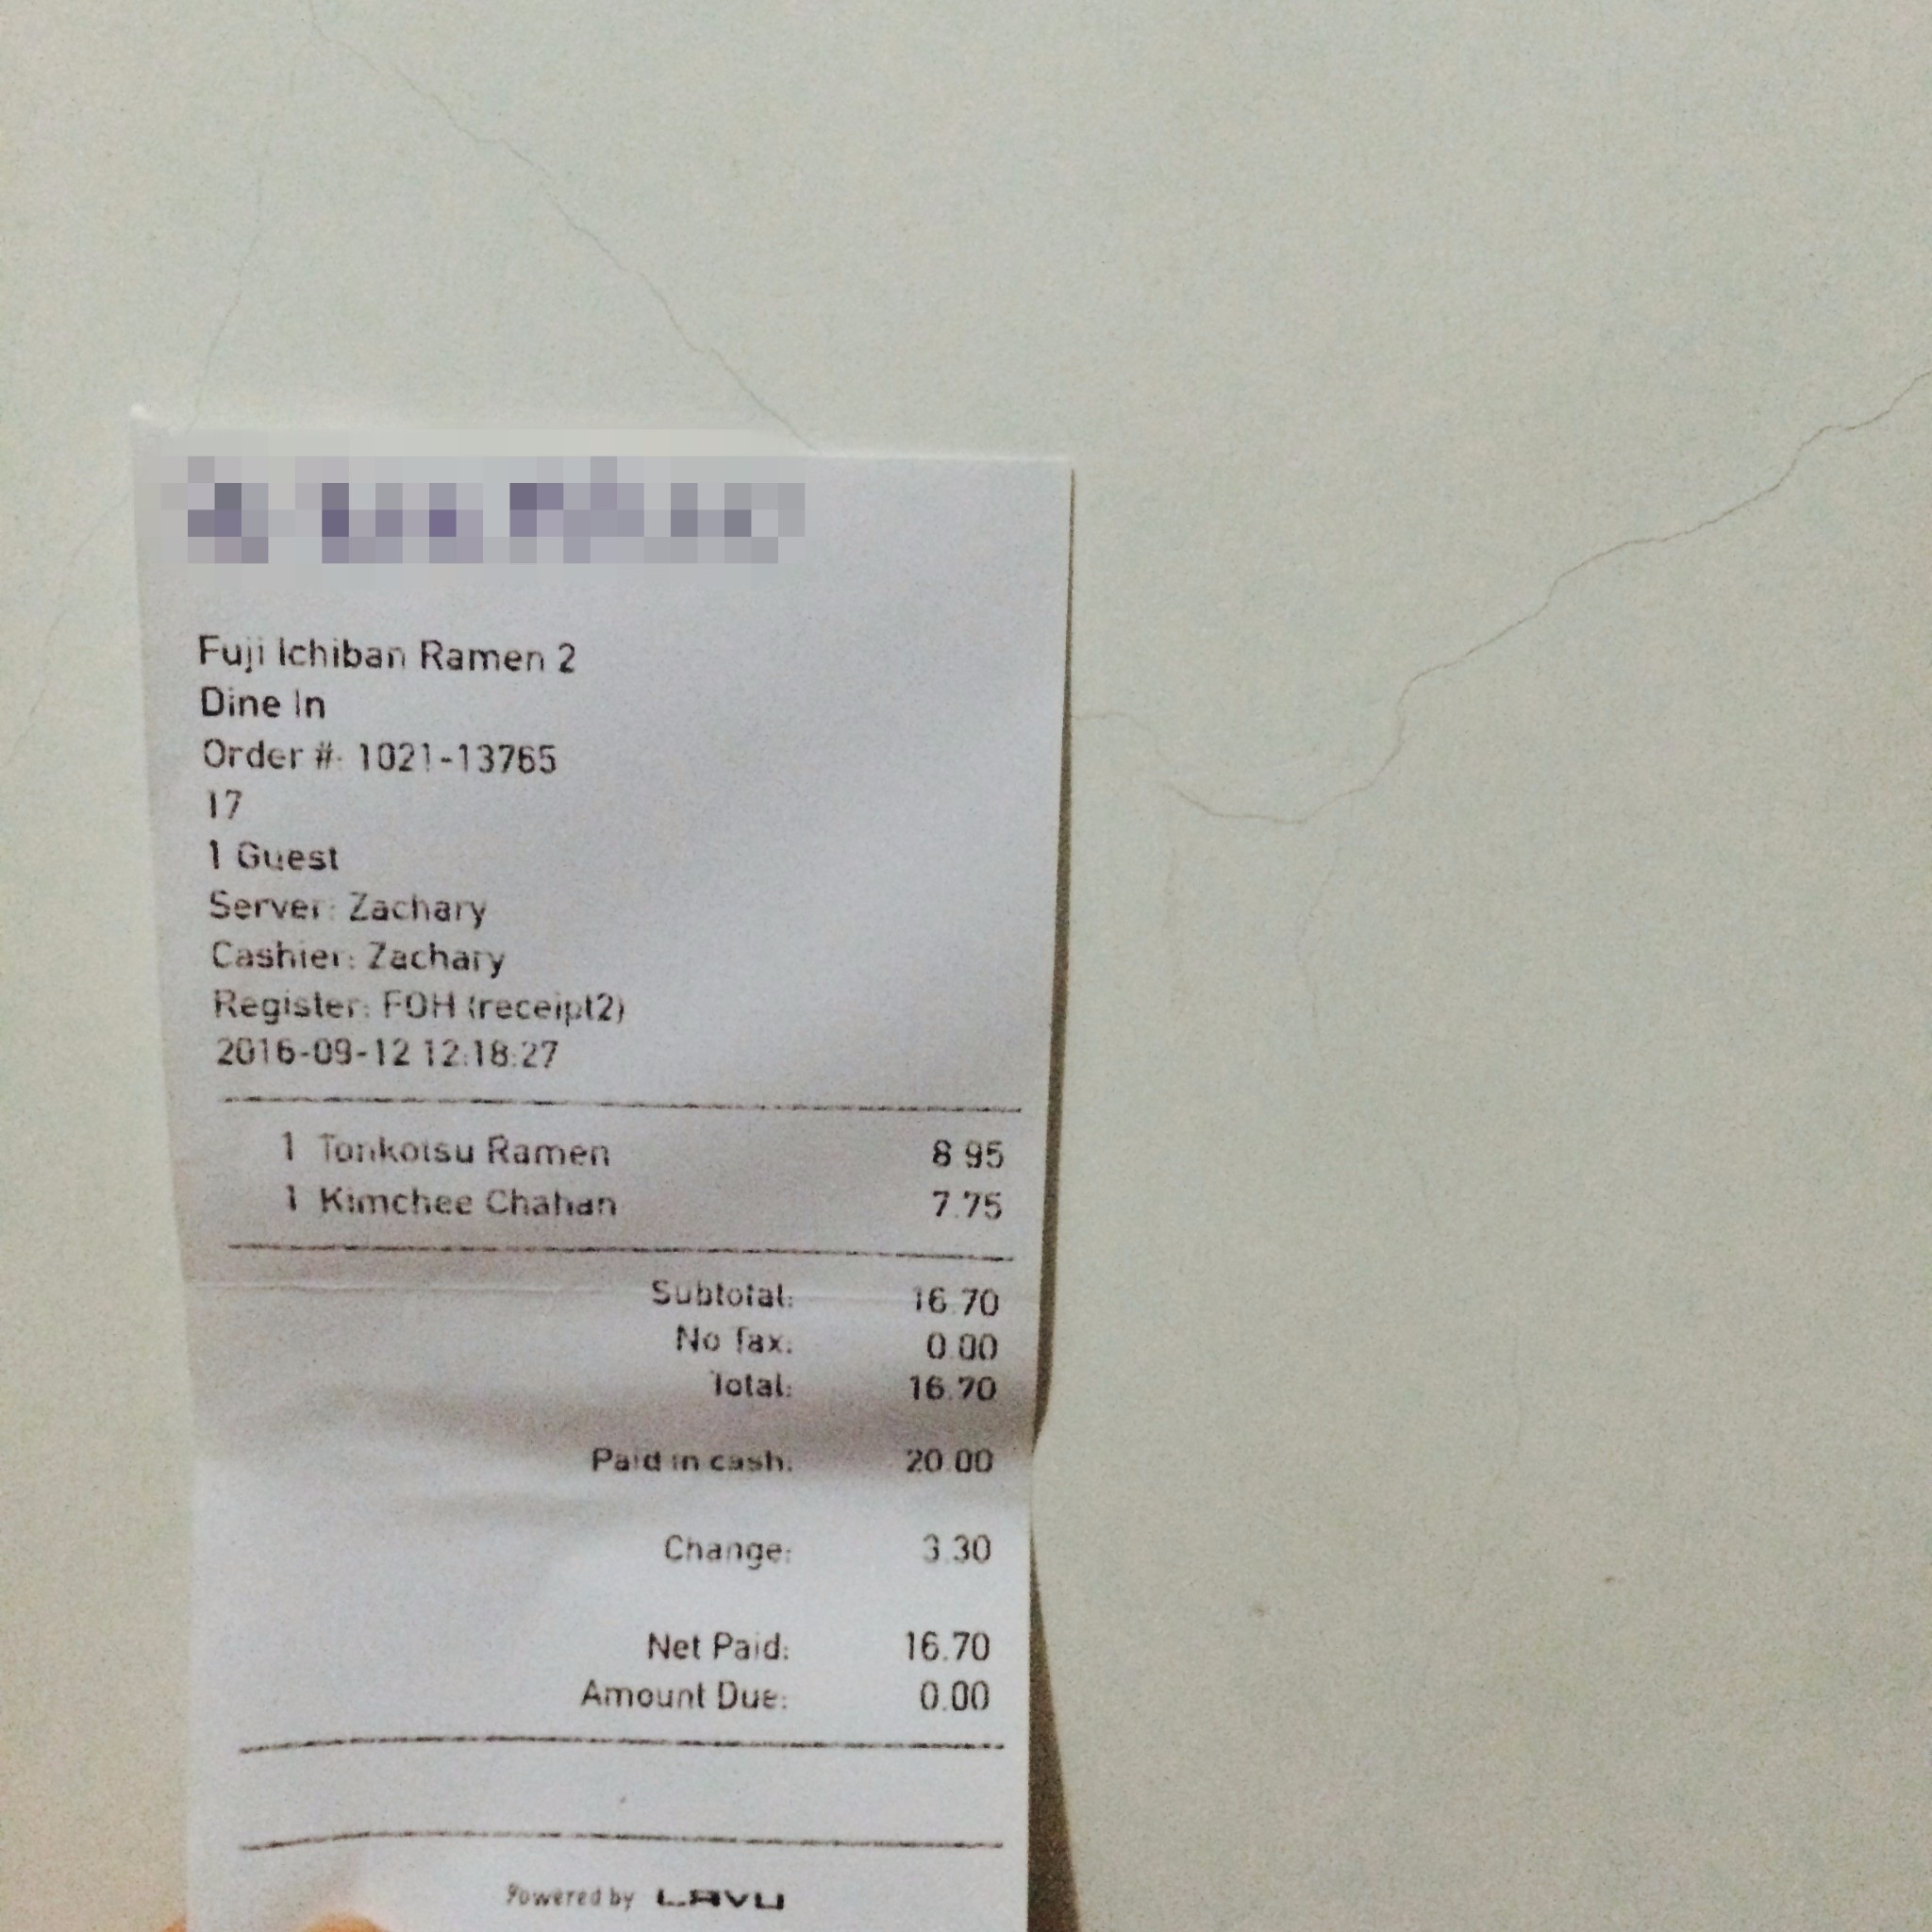 Fuji Ichiban Ramen 2
Dine In
Order #: 1021-13765
17
1 Guest
Server: Zachary
Cashier: Zachary
Register: FOH (receipt2)
2016-09-12 12:18:27
1 Tonkotsu Ramen 8.95
1 Kimchee Chahan 7.75
Subtotal: 16.70
No Tax: 0.00
Total: 16.70
Paid in cash: 20.00
Change: 3.30
Net Paid: 16.70
Amount Due: 0.00
Powered by LAVU